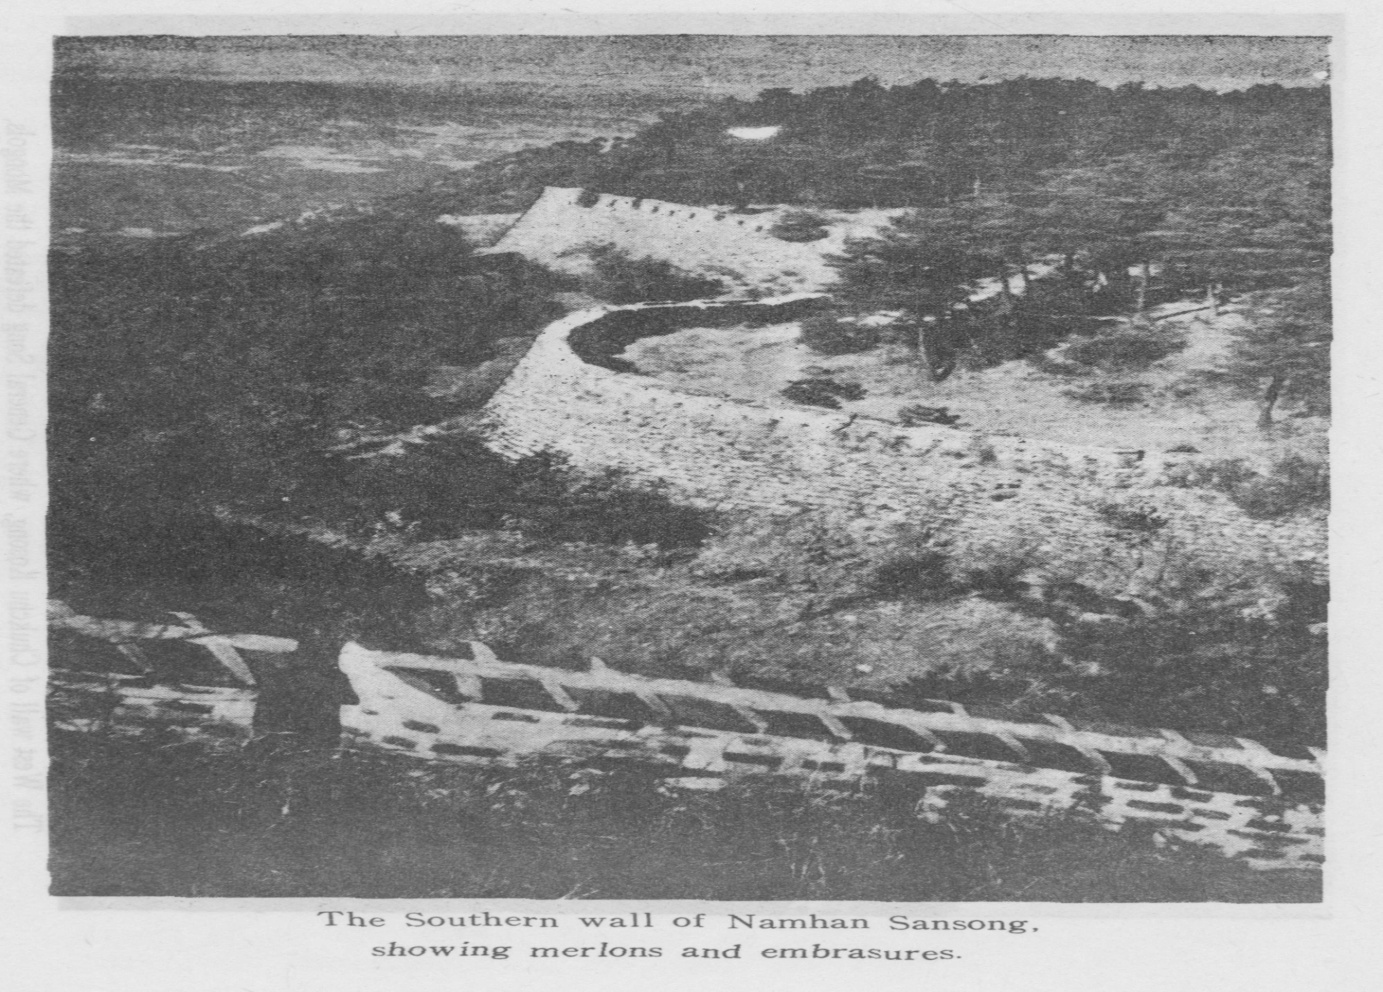 The Southern wall of Namhan Sansong,
showing merlons and embrasures.